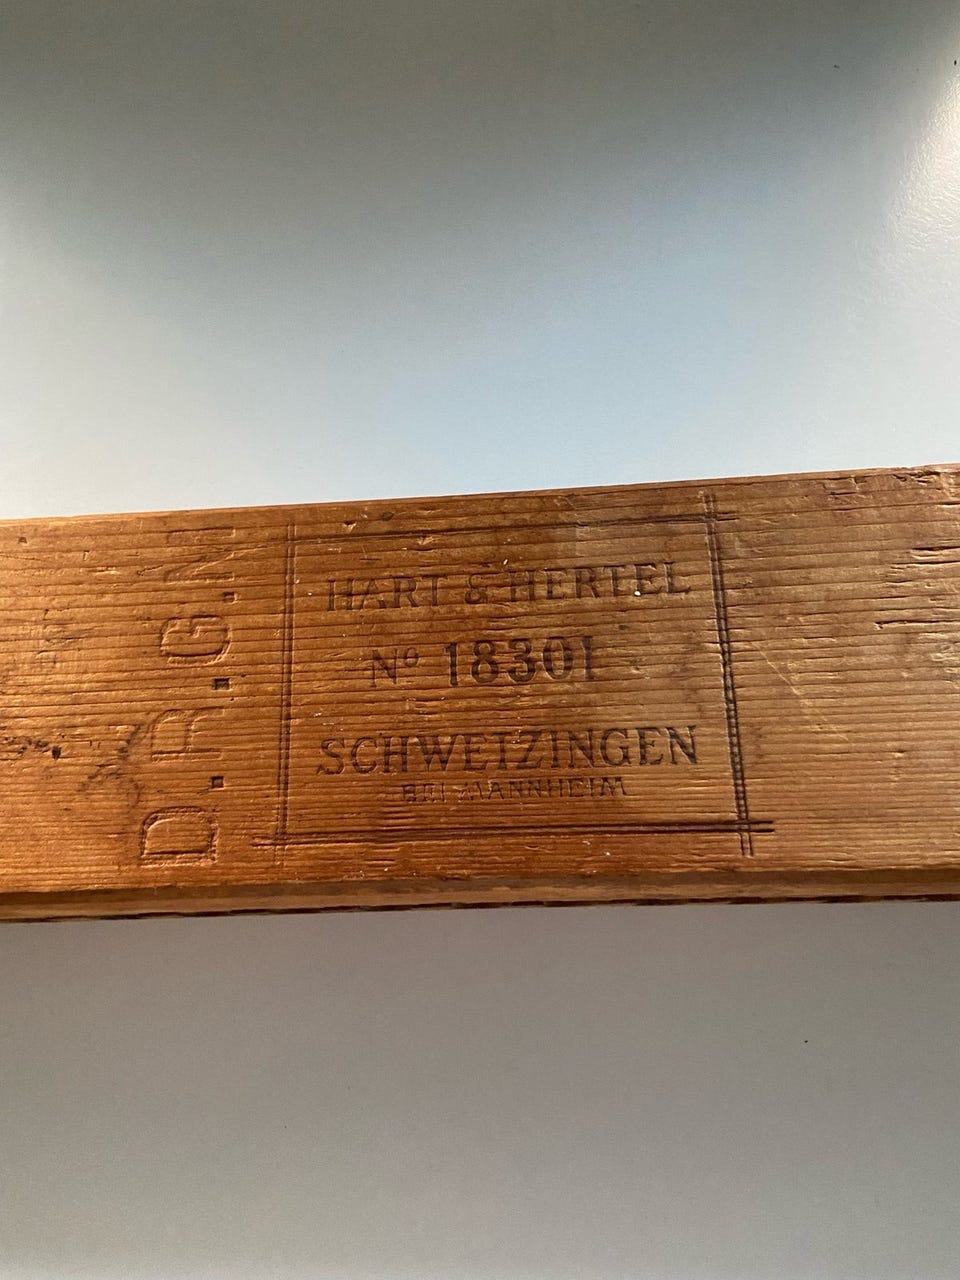 D.R.G.M
HART & HERTEL
Nº 18301
SCHWETZINGEN
BEI MANNHEIM